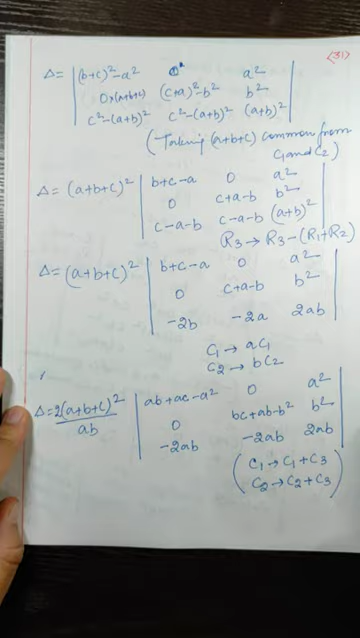 (31)
Δ = | (b+c)²-a² 0 a² |
| 0×(a+b+c) (c+a)²-b² b² |
| c²-(a+b)² c²-(a+b)² (a+b)² |
(Taking (a+b+c) common from
C₁ and C₂)
Δ = (a+b+c)² | b+c-a 0 a² |
| 0 c+a-b b² |
| c-a-b c-a-b (a+b)² |
R₃ → R₃-(R₁+R₂)
Δ = (a+b+c)² | b+c-a 0 a² |
| 0 c+a-b b² |
| -2b -2a 2ab |
C₁ → aC₁
C₂ → bC₂
Δ = 2(a+b+c)²/ab | ab+ac-a² 0 a² |
| 0 bc+ab-b² b² |
| -2ab -2ab 2ab |
(C₁ → C₁+C₃
C₂ → C₂+C₃)